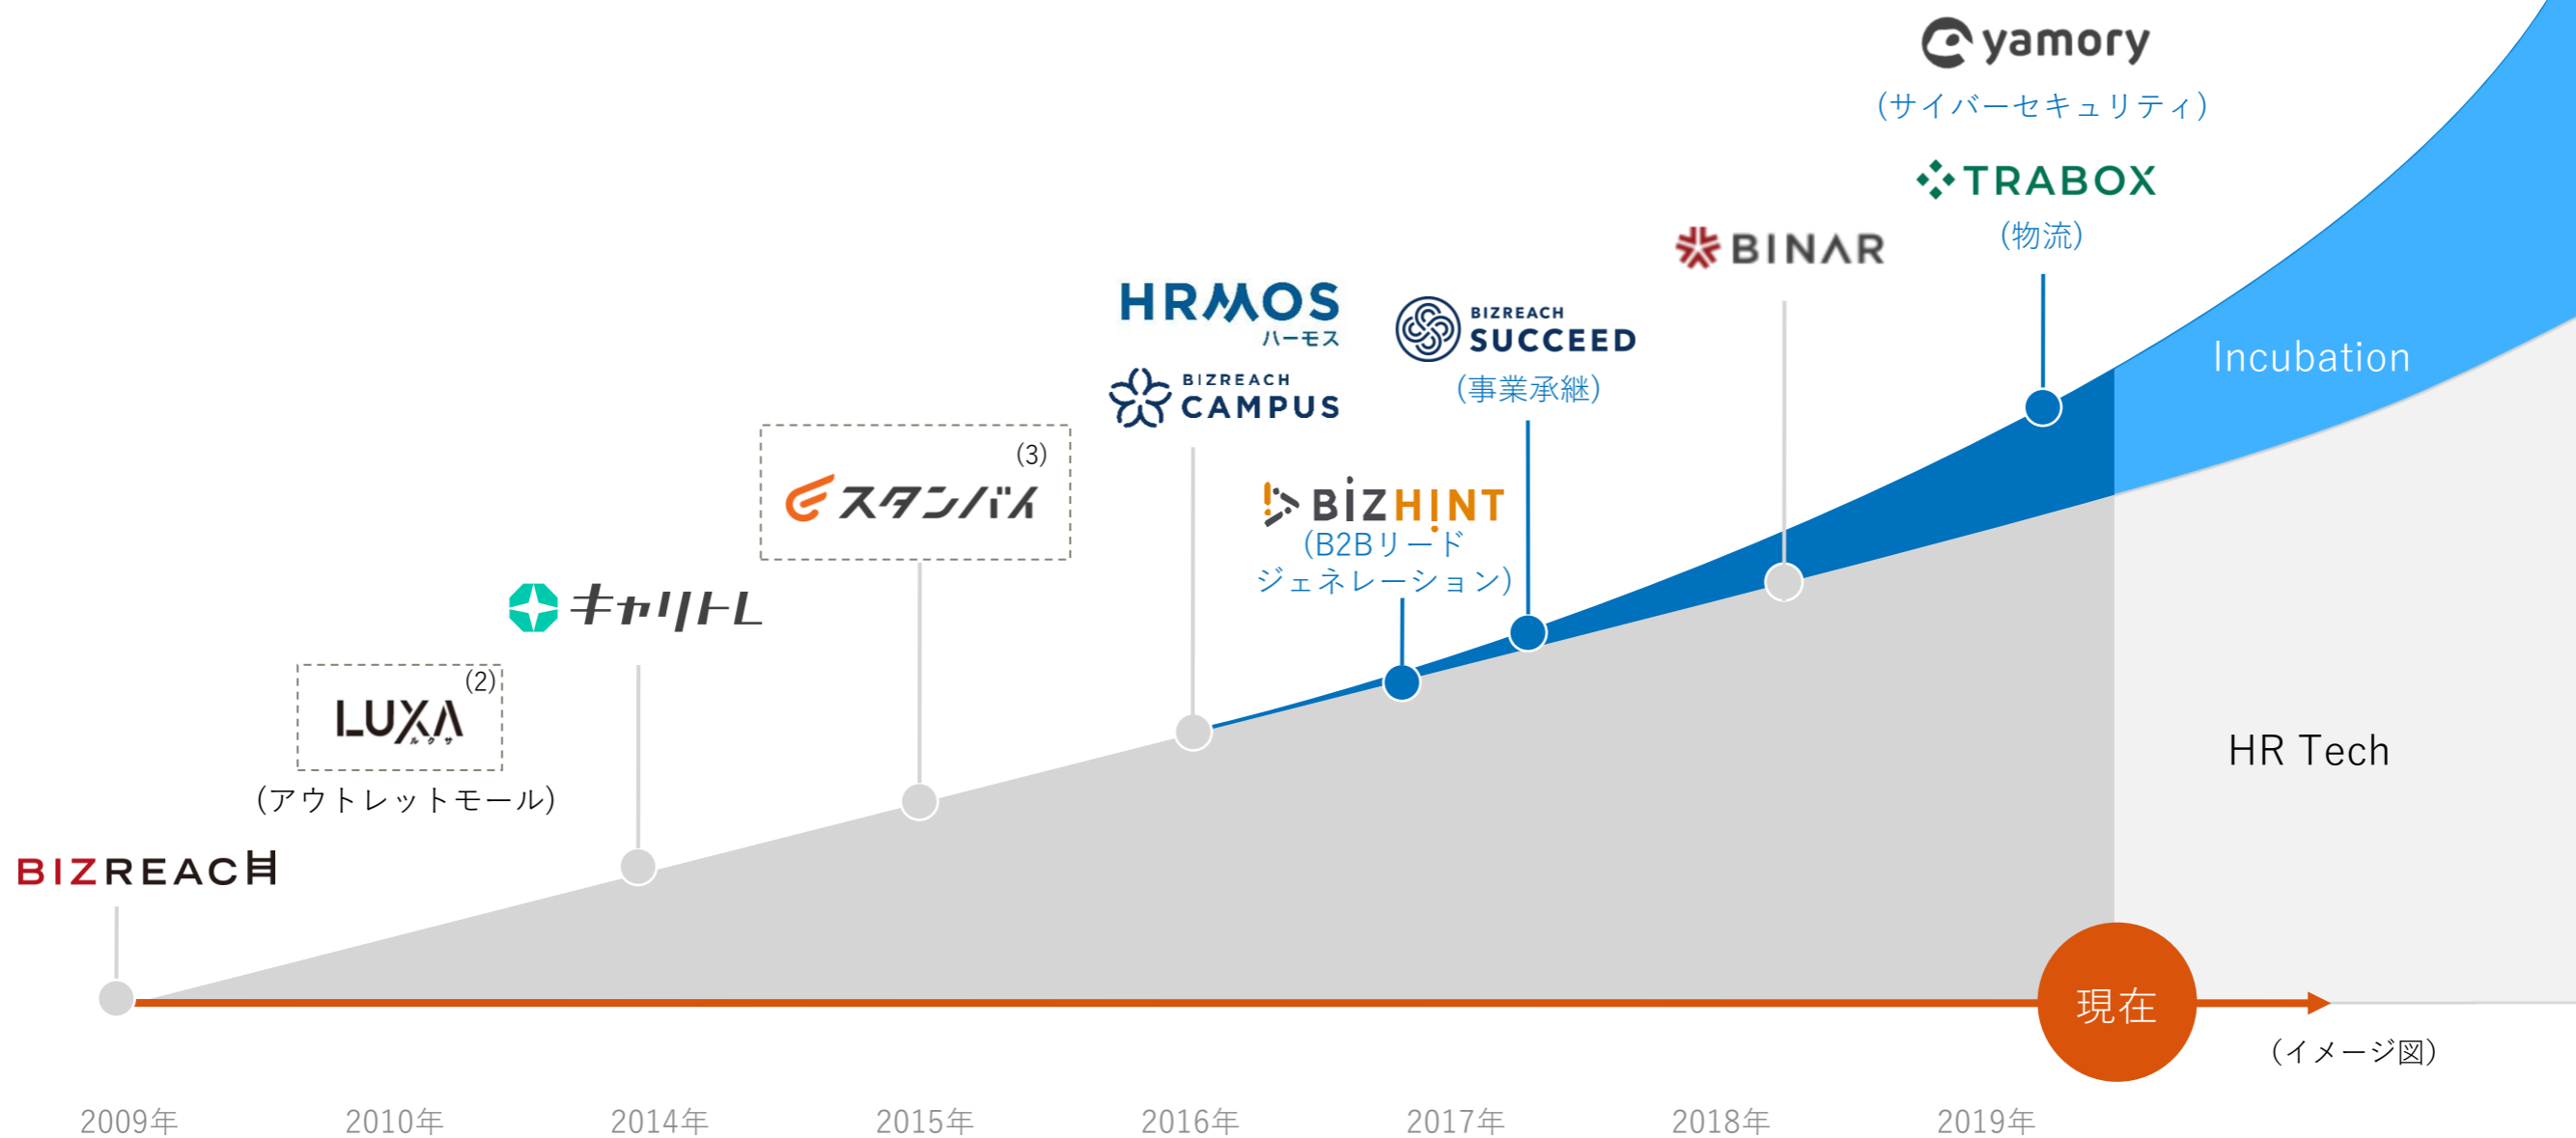 yamory
(サイバーセキュリティ)
TRABOX
(物流)
BINAR
HRMOS
ハーモス
BIZREACH
CAMPUS
BIZREACH
SUCCEED
(事業承継)
BIZHINT
(B2Bリード
ジェネレーション)
(3)
スタンバイ
キャリトレ
(2)
LUXA
ルクサ
(アウトレットモール)
BIZREACH
Incubation
HR Tech
現在
(イメージ図)
2009年
2010年
2014年
2015年
2016年
2017年
2018年
2019年